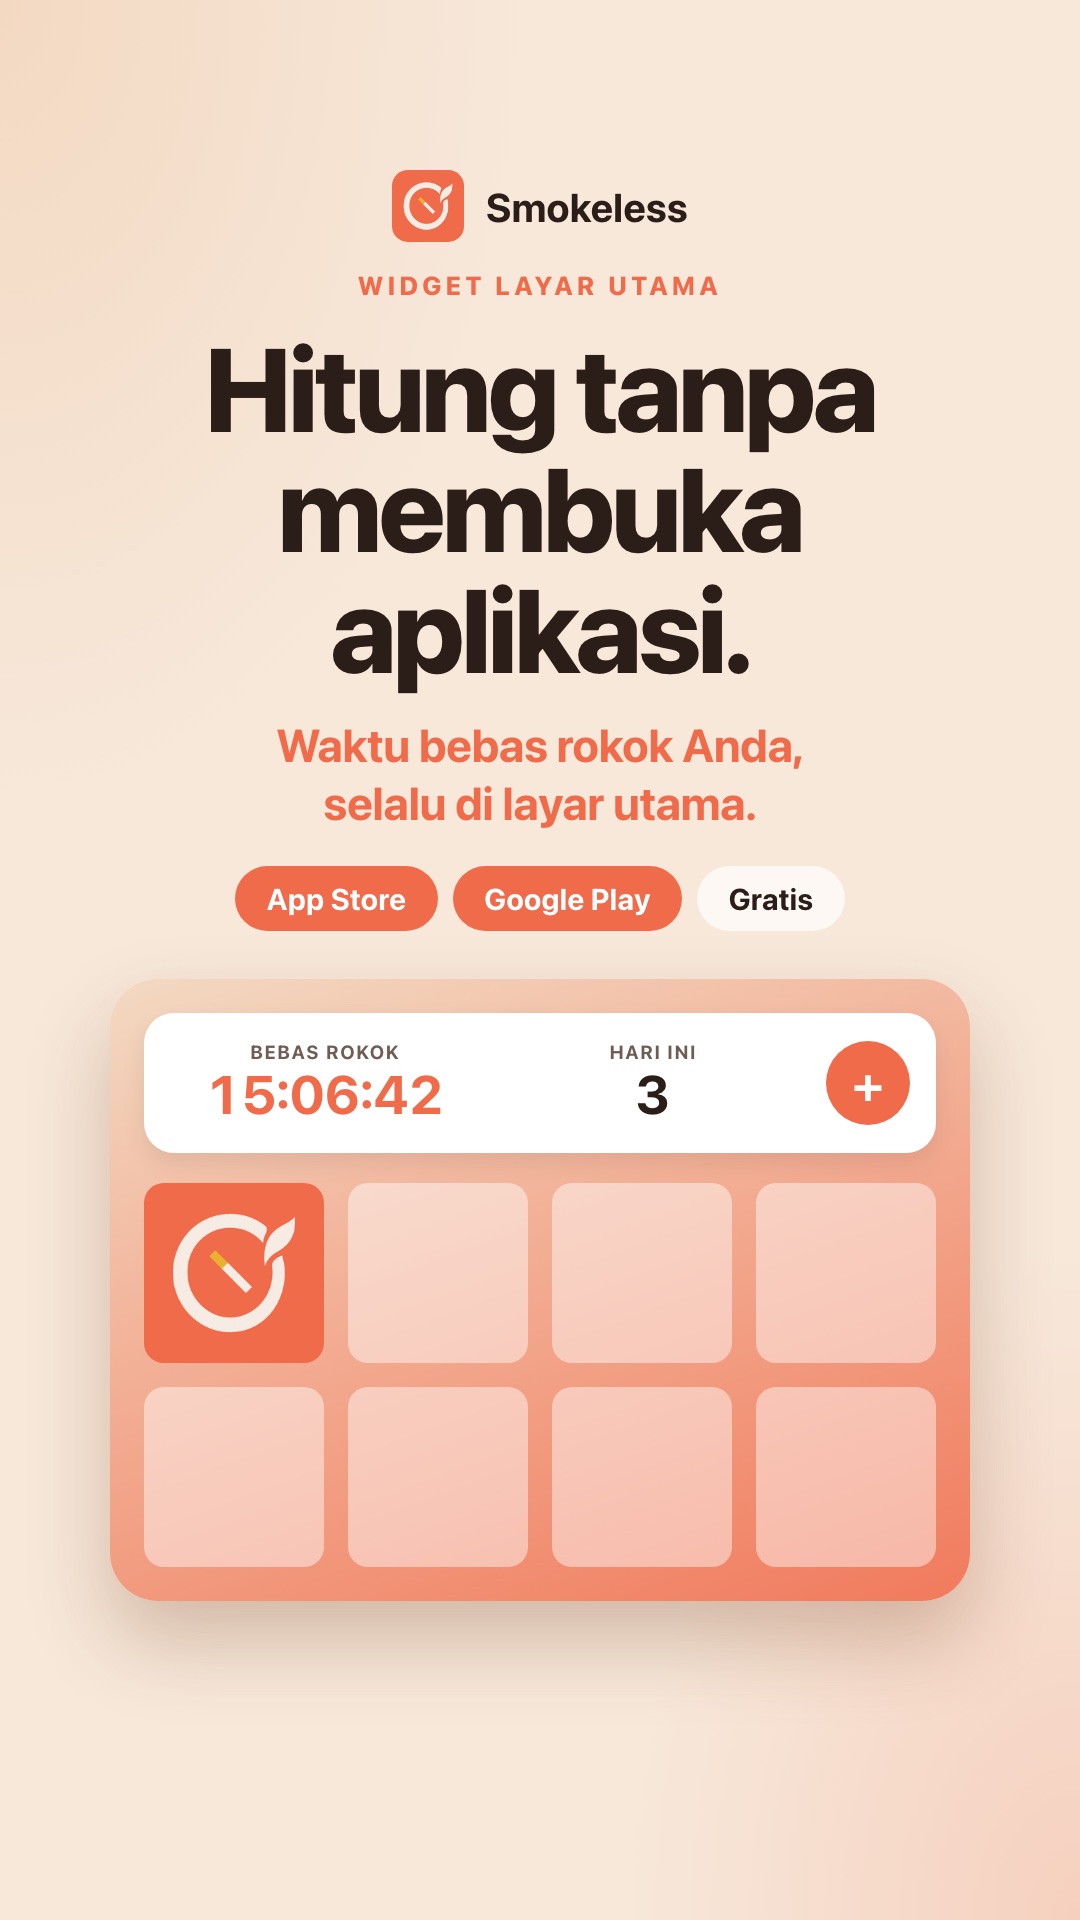 Smokeless
WIDGET LAYAR UTAMA
Hitung tanpa
membuka
aplikasi.
Waktu bebas rokok Anda,
selalu di layar utama.
App Store
Google Play
Gratis
BEBAS ROKOK
15:06:42
HARI INI
3
+